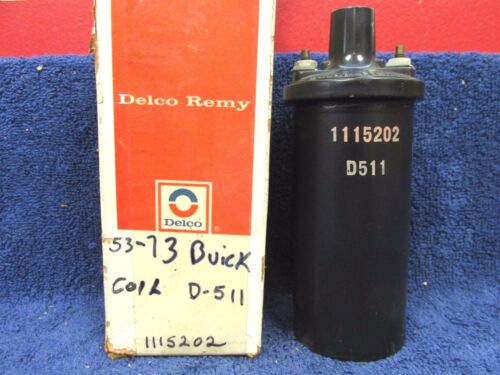 Delco Remy
Delco
53-73 Buick
COIL D-511
1115202
1115202
D511